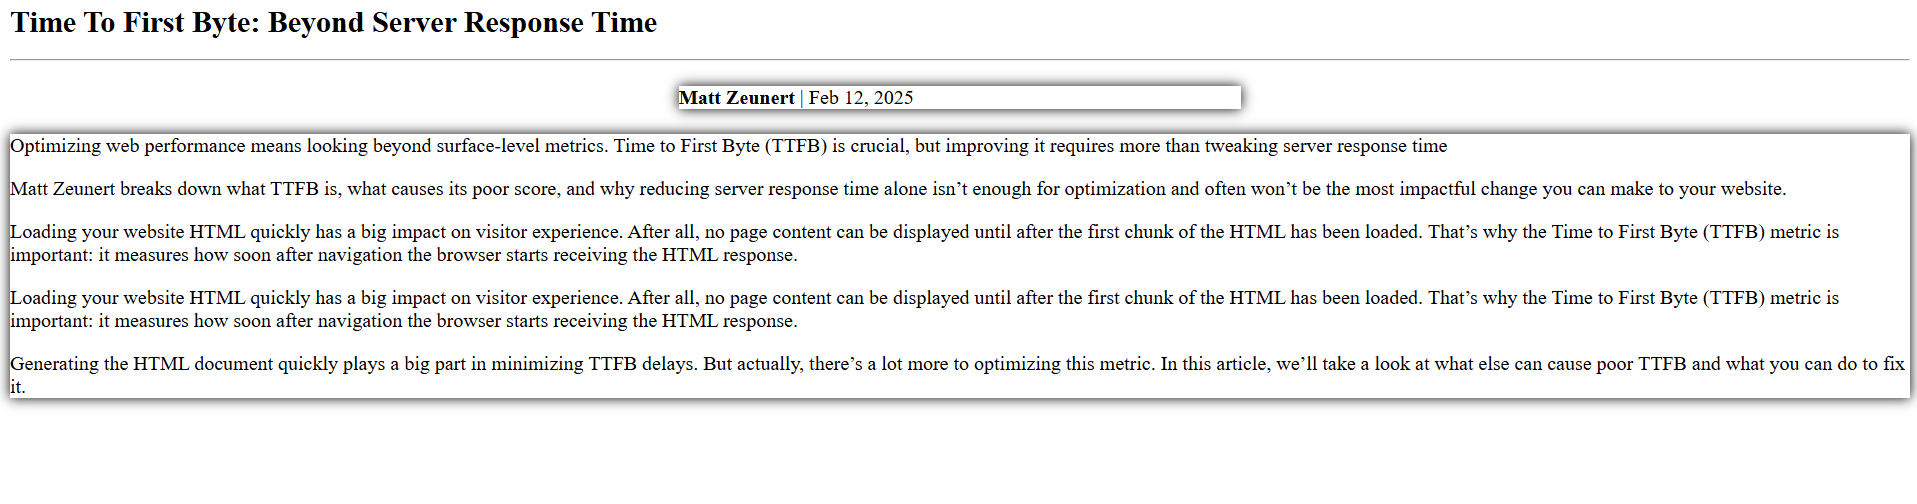 Time To First Byte: Beyond Server Response Time
Matt Zeunert | Feb 12, 2025
Optimizing web performance means looking beyond surface-level metrics. Time to First Byte (TTFB) is crucial, but improving it requires more than tweaking server response time
Matt Zeunert breaks down what TTFB is, what causes its poor score, and why reducing server response time alone isn’t enough for optimization and often won’t be the most impactful change you can make to your website.
Loading your website HTML quickly has a big impact on visitor experience. After all, no page content can be displayed until after the first chunk of the HTML has been loaded. That’s why the Time to First Byte (TTFB) metric is
important: it measures how soon after navigation the browser starts receiving the HTML response.
Loading your website HTML quickly has a big impact on visitor experience. After all, no page content can be displayed until after the first chunk of the HTML has been loaded. That’s why the Time to First Byte (TTFB) metric is
important: it measures how soon after navigation the browser starts receiving the HTML response.
Generating the HTML document quickly plays a big part in minimizing TTFB delays. But actually, there’s a lot more to optimizing this metric. In this article, we’ll take a look at what else can cause poor TTFB and what you can do to fix
it.